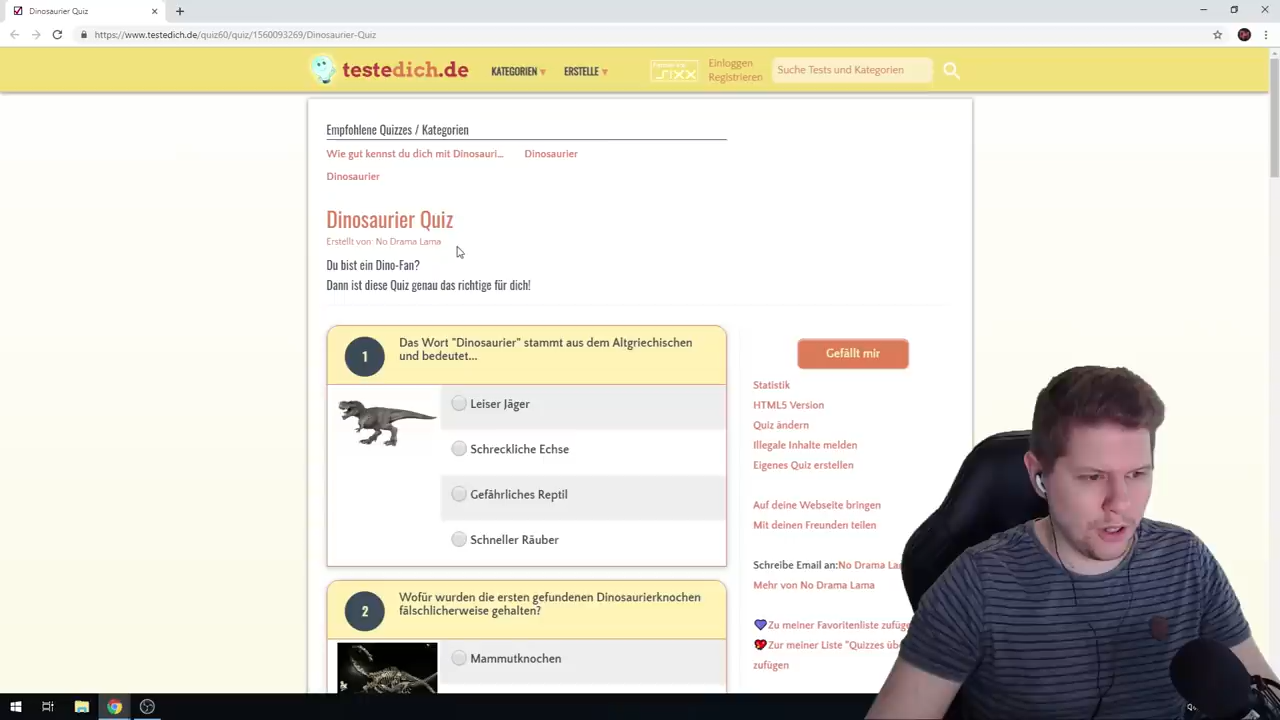 Dinosaurier Quiz
https://www.testedich.de/quiz60/quiz/1560093269/Dinosaurier-Quiz
testedich.de
KATEGORIEN
ERSTELLE
sixx
Einloggen
Registrieren
Suche Tests und Kategorien
Empfohlene Quizzes / Kategorien
Wie gut kennst du dich mit Dinosauri...
Dinosaurier
Dinosaurier
Dinosaurier Quiz
Erstellt von: No Drama Lama
Du bist ein Dino-Fan?
Dann ist diese Quiz genau das richtige für dich!
1
Das Wort "Dinosaurier" stammt aus dem Altgriechischen
und bedeutet...
Leiser Jäger
Schreckliche Echse
Gefährliches Reptil
Schneller Räuber
2
Wofür wurden die ersten gefundenen Dinosaurierknochen
fälschlicherweise gehalten?
Mammutknochen
Gefällt mir
Statistik
HTML5 Version
Quiz ändern
Illegale Inhalte melden
Eigenes Quiz erstellen
Auf deine Webseite bringen
Mit deinen Freunden teilen
Schreibe Email an: No Drama La
Mehr von No Drama Lama
Zu meiner Favoritenliste zufüg
Zur meiner Liste "Quizzes üb
zufügen